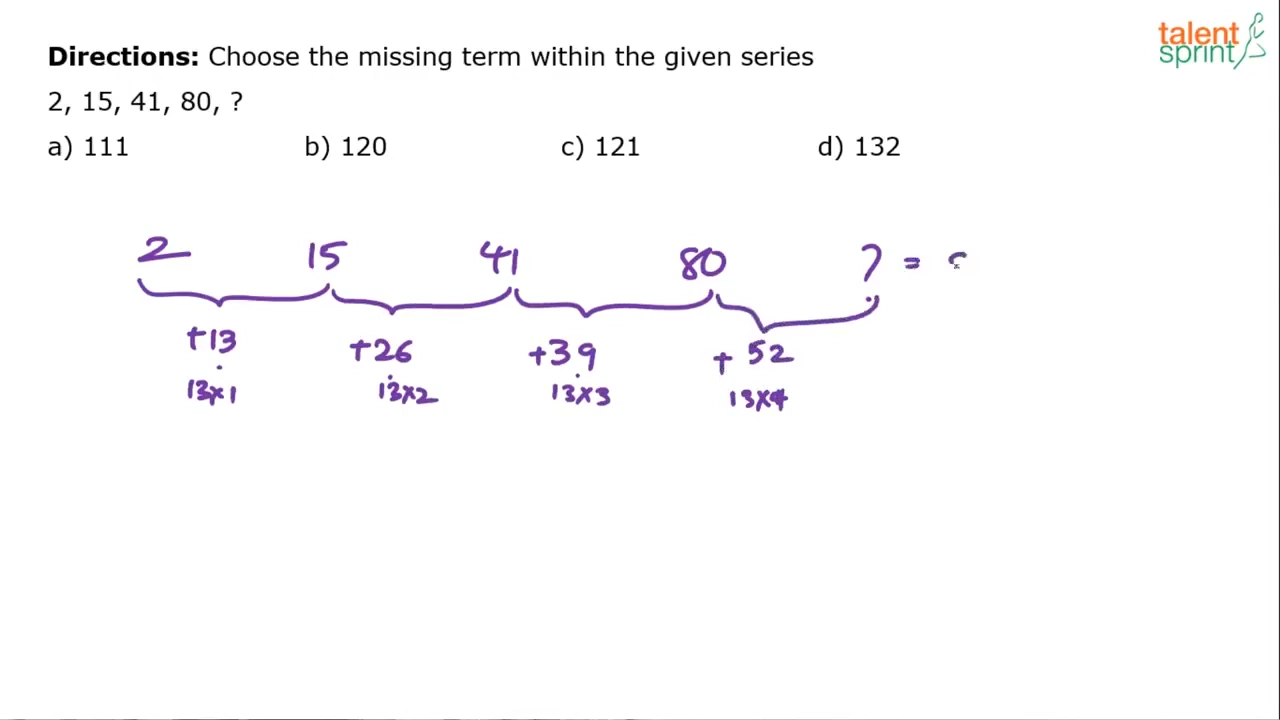 talent
sprint
Directions: Choose the missing term within the given series
2, 15, 41, 80, ?
a) 111 b) 120 c) 121 d) 132
2 15 41 80 ? =
+13 +26 +39 +52
13x1 13x2 13x3 13x4